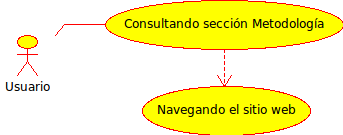 Consultando sección Metodología
Usuario
Navegando el sitio web